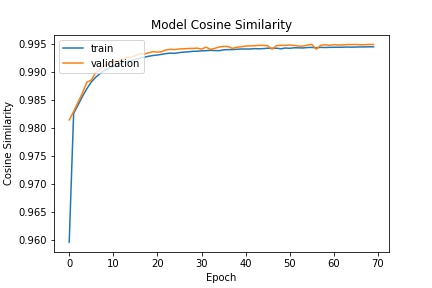 Model Cosine Similarity
train
validation
Cosine Similarity
0.995
0.990
0.985
0.980
0.975
0.970
0.965
0.960
0 10 20 30 40 50 60 70
Epoch